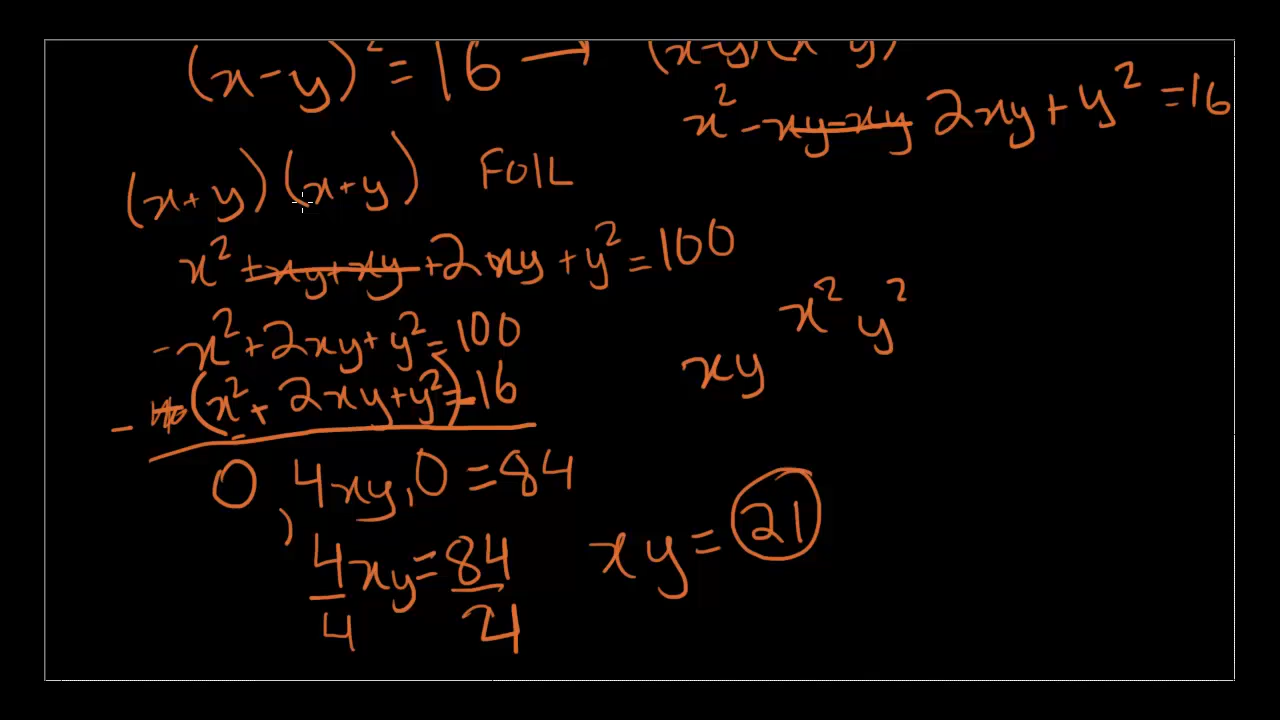 (x-y)² = 16 → (x-y)(x-y)
x² - xy - xy 2xy + y² = 16
(x+y)(x+y) FOIL
x² + xy + xy + 2xy + y² = 100
x² y²
-x² + 2xy + y² = 100
xy
- (x² + 2xy + y²) = 16
0, 4xy, 0 = 84
4xy = 84
xy = 21
4 21